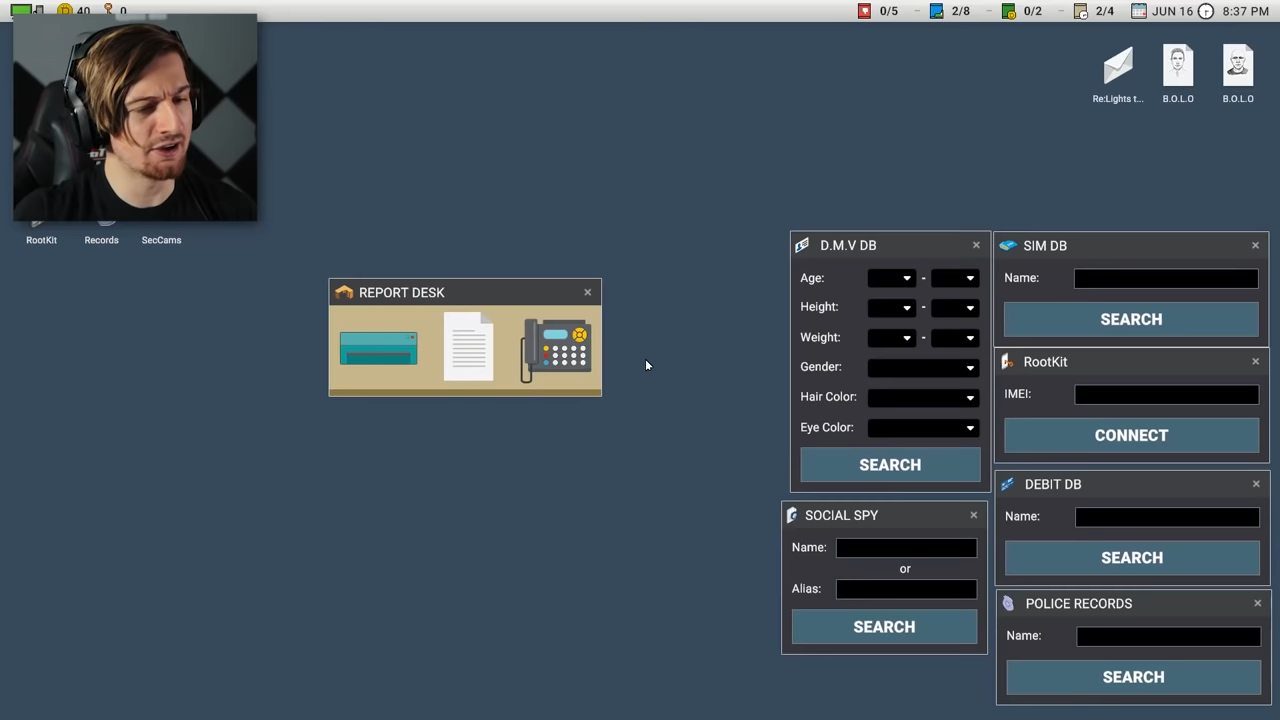 40
0
0/5
2/8
0/2
2/4
JUN 16
8:37 PM
Re:Lights t...
B.O.L.O
B.O.L.O
RootKit
Records
SecCams
REPORT DESK
D.M.V DB
Age:
-
Height:
-
Weight:
-
Gender:
Hair Color:
Eye Color:
SEARCH
SIM DB
Name:
SEARCH
RootKit
IMEI:
CONNECT
DEBIT DB
Name:
SEARCH
SOCIAL SPY
Name:
or
Alias:
SEARCH
POLICE RECORDS
Name:
SEARCH